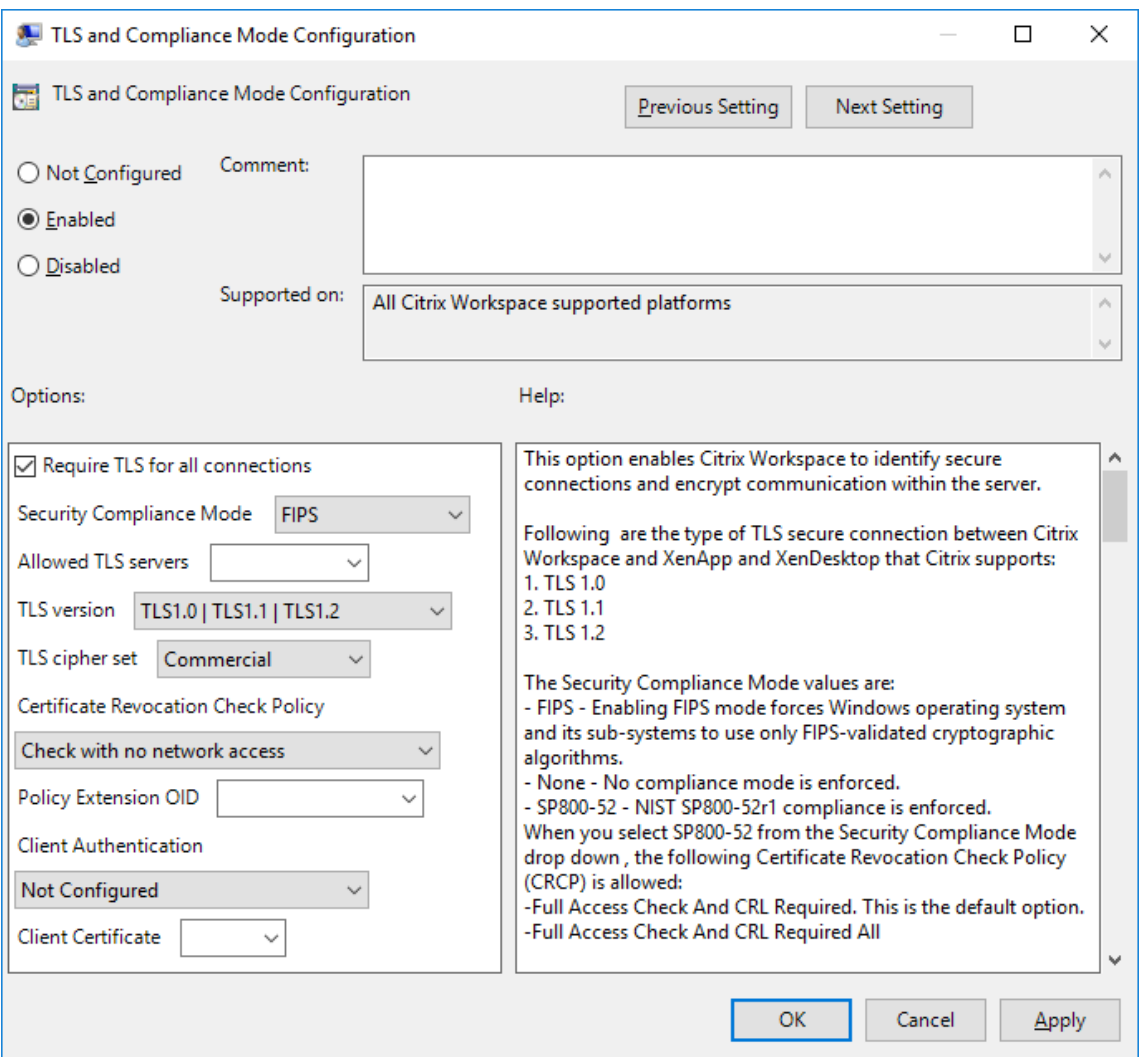 TLS and Compliance Mode Configuration
TLS and Compliance Mode Configuration
Previous Setting
Next Setting
Not Configured
Comment:
Enabled
Disabled
Supported on:
All Citrix Workspace supported platforms
Options:
Help:
Require TLS for all connections
Security Compliance Mode FIPS
Allowed TLS servers
TLS version TLS1.0 | TLS1.1 | TLS1.2
TLS cipher set Commercial
Certificate Revocation Check Policy
Check with no network access
Policy Extension OID
Client Authentication
Not Configured
Client Certificate
This option enables Citrix Workspace to identify secure
connections and encrypt communication within the server.
Following  are the type of TLS secure connection between Citrix
Workspace and XenApp and XenDesktop that Citrix supports:
1. TLS 1.0
2. TLS 1.1
3. TLS 1.2
The Security Compliance Mode values are:
- FIPS - Enabling FIPS mode forces Windows operating system
and its sub-systems to use only FIPS-validated cryptographic
algorithms.
- None - No compliance mode is enforced.
- SP800-52 - NIST SP800-52r1 compliance is enforced.
When you select SP800-52 from the Security Compliance Mode
drop down , the following Certificate Revocation Check Policy
(CRCP) is allowed:
-Full Access Check And CRL Required. This is the default option.
-Full Access Check And CRL Required All
OK
Cancel
Apply